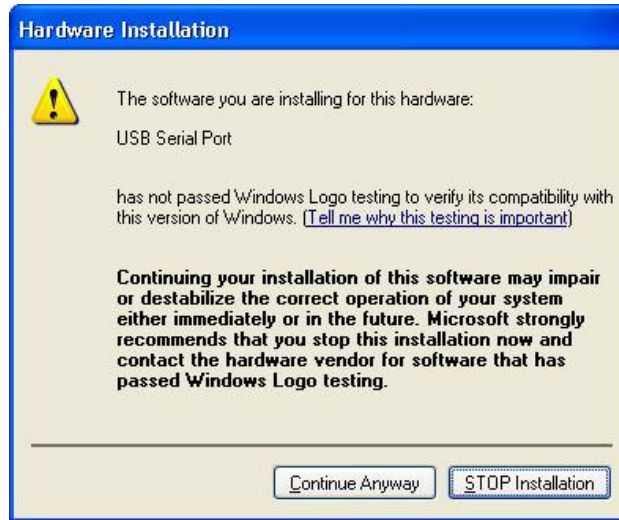 Hardware Installation
The software you are installing for this hardware:
USB Serial Port
has not passed Windows Logo testing to verify its compatibility with
this version of Windows. (Tell me why this testing is important)
Continuing your installation of this software may impair
or destabilize the correct operation of your system
either immediately or in the future. Microsoft strongly
recommends that you stop this installation now and
contact the hardware vendor for software that has
passed Windows Logo testing.
Continue Anyway
STOP Installation